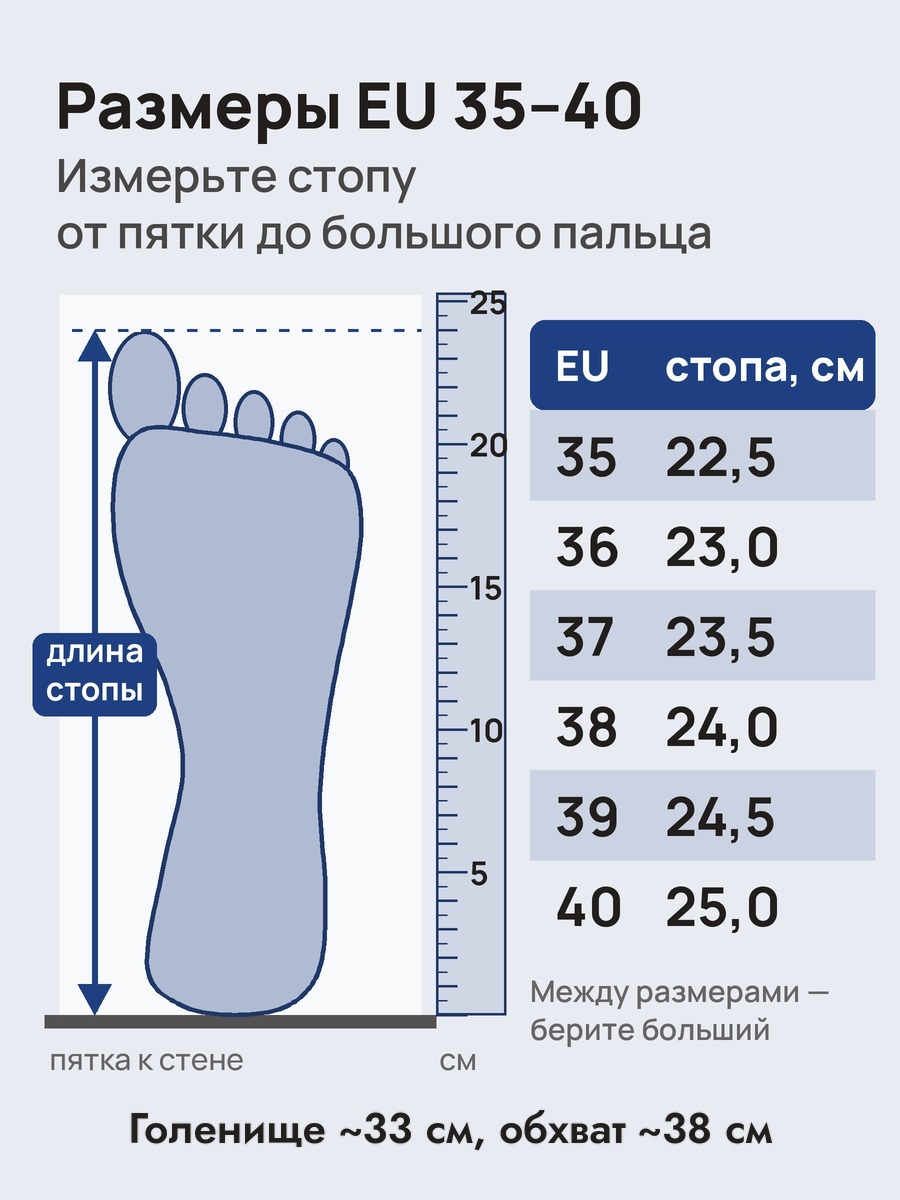 Размеры EU 35–40
Измерьте стопу
от пятки до большого пальца
25
20
15
10
5
длина
стопы
EU стопа, см
35 22,5
36 23,0
37 23,5
38 24,0
39 24,5
40 25,0
Между размерами —
берите больший
пятка к стене
см
Голенище ~33 см, обхват ~38 см